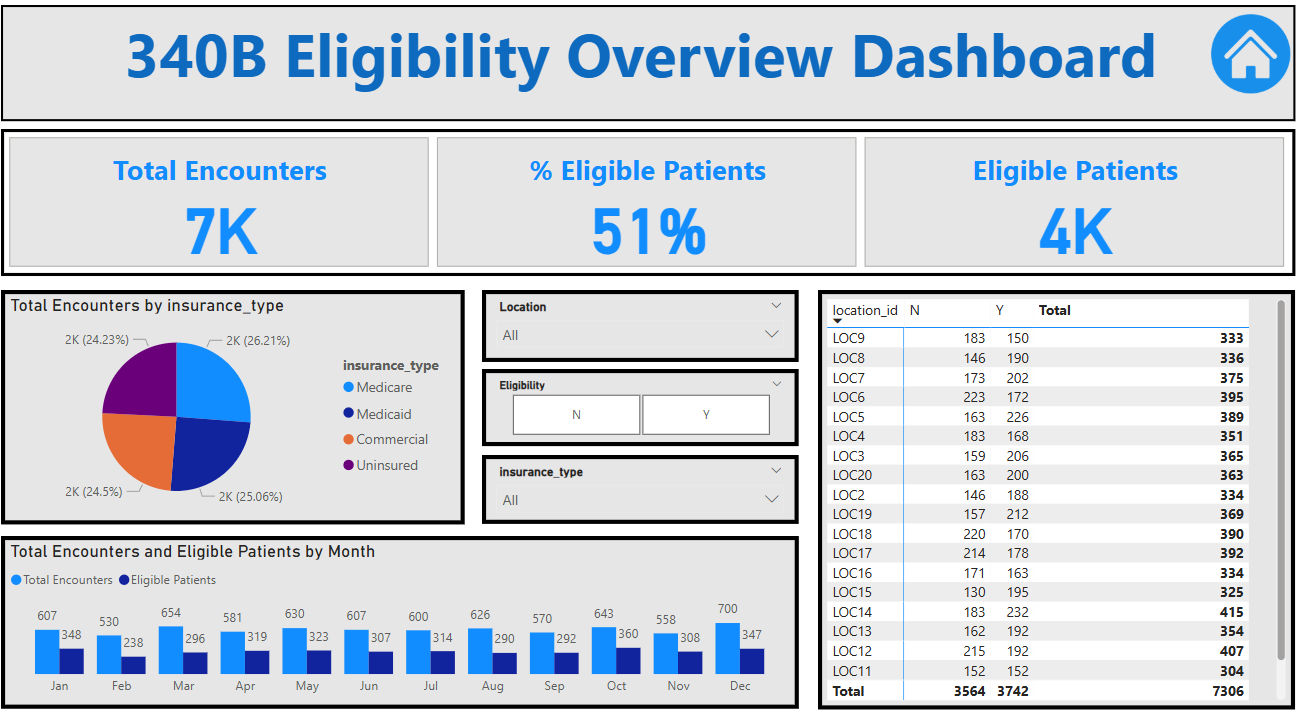 340B Eligibility Overview Dashboard
Total Encounters
7K
% Eligible Patients
51%
Eligible Patients
4K
Total Encounters by insurance_type
2K (24.23%)
2K (26.21%)
2K (24.5%)
2K (25.06%)
insurance_type
Medicare
Medicaid
Commercial
Uninsured
Location
All
Eligibility
N Y
insurance_type
All
Total Encounters and Eligible Patients by Month
Total Encounters Eligible Patients
607 348 530 238 654 296 581 319 630 323 607 307 600 314 626 290 570 292 643 360 558 308 700 347
Jan Feb Mar Apr May Jun Jul Aug Sep Oct Nov Dec
location_id N Y Total
LOC9 183 150 333
LOC8 146 190 336
LOC7 173 202 375
LOC6 223 172 395
LOC5 163 226 389
LOC4 183 168 351
LOC3 159 206 365
LOC20 163 200 363
LOC2 146 188 334
LOC19 157 212 369
LOC18 220 170 390
LOC17 214 178 392
LOC16 171 163 334
LOC15 130 195 325
LOC14 183 232 415
LOC13 162 192 354
LOC12 215 192 407
LOC11 152 152 304
Total 3564 3742 7306